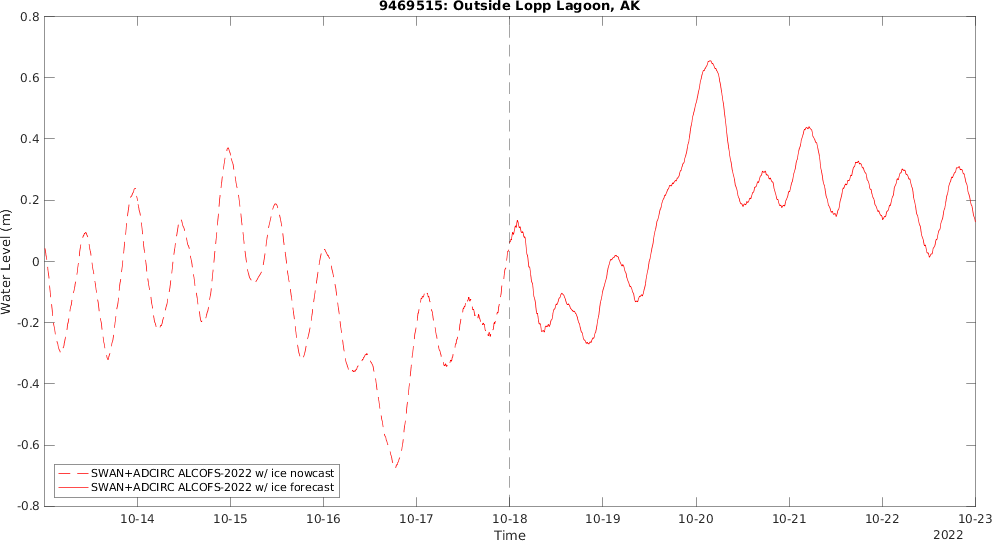 9469515: Outside Lopp Lagoon, AK
0.8
0.6
0.4
0.2
0
-0.2
-0.4
-0.6
-0.8
Water Level (m)
SWAN+ADCIRC ALCOFS-2022 w/ ice nowcast
SWAN+ADCIRC ALCOFS-2022 w/ ice forecast
10-14 10-15 10-16 10-17 10-18 10-19 10-20 10-21 10-22 10-23
Time 2022